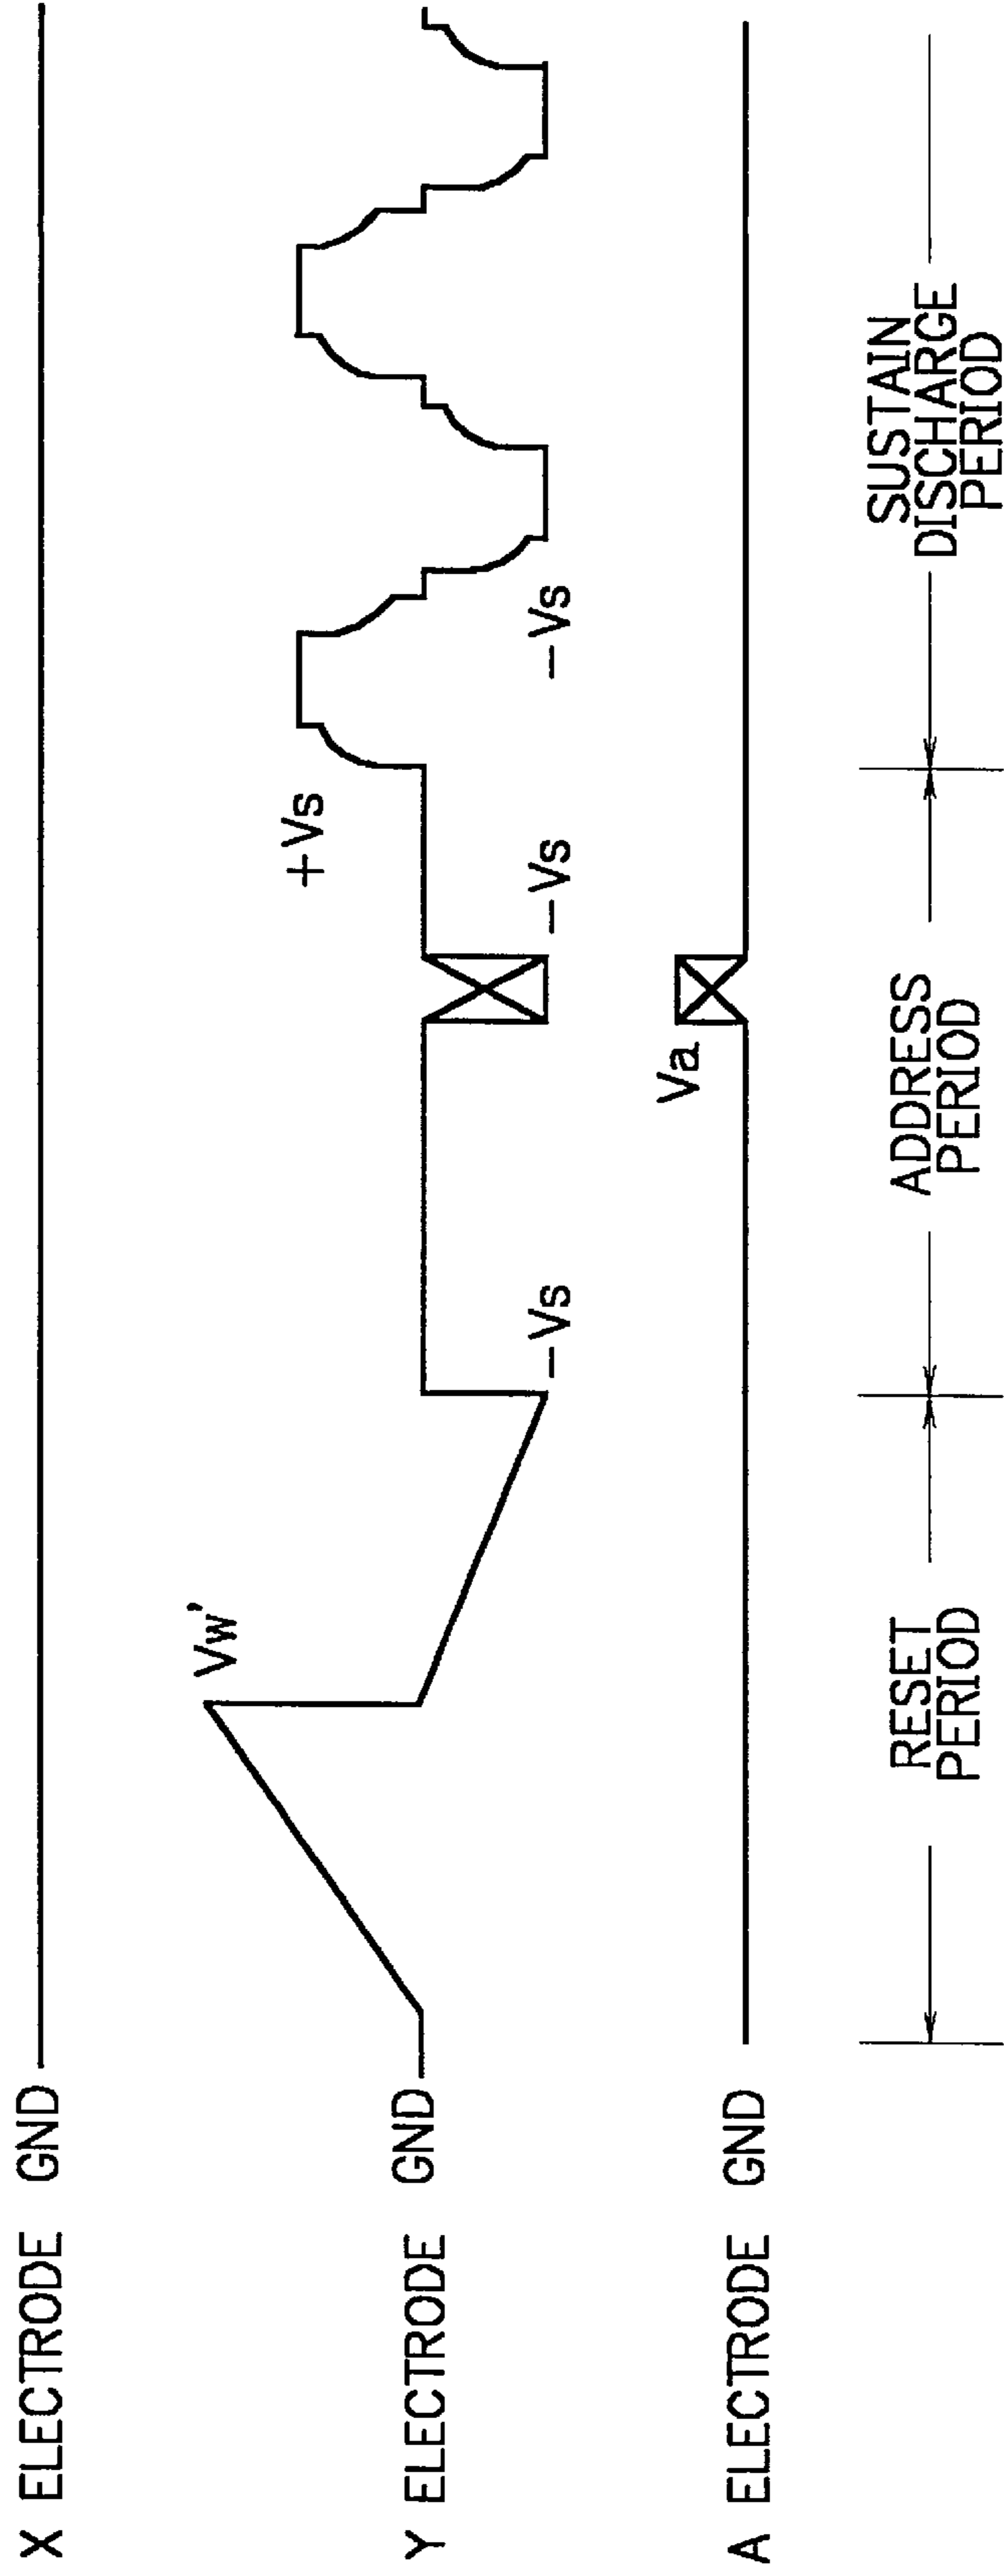 X ELECTRODE GND
Vw'
+Vs
Y ELECTRODE GND
-Vs
-Vs
-Vs
Va
A ELECTRODE GND
RESET
PERIOD
ADDRESS
PERIOD
SUSTAIN
DISCHARGE
PERIOD